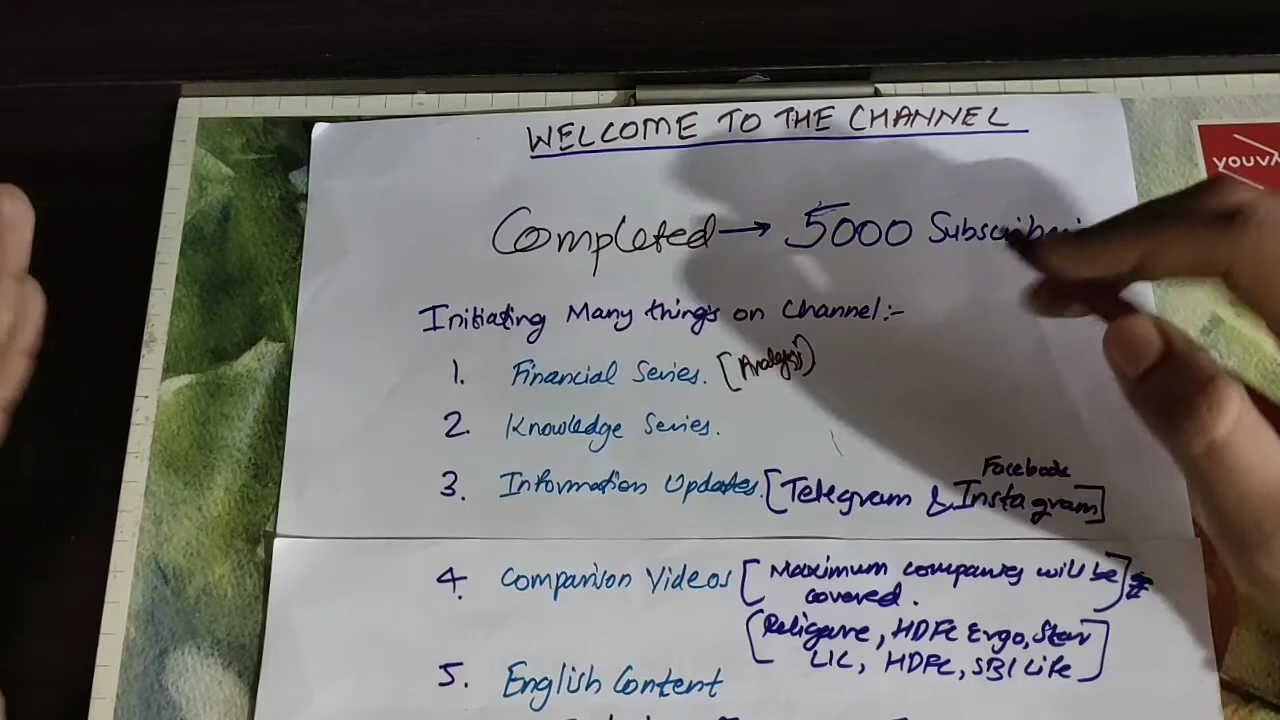 WELCOME TO THE CHANNEL
YOUVA
Completed → 5000 Subscribers
Initiating Many things on Channel:-
1. Financial Series. [Analysis]
2. Knowledge Series.
Facebook
3. Information Updates. [Telegram & Instagram]
4. Comparison Videos [Maximum companies will be
covered.]
[Religare, HDFC Ergo, Star
LIC, HDFC, SBI Life]
5. English Content